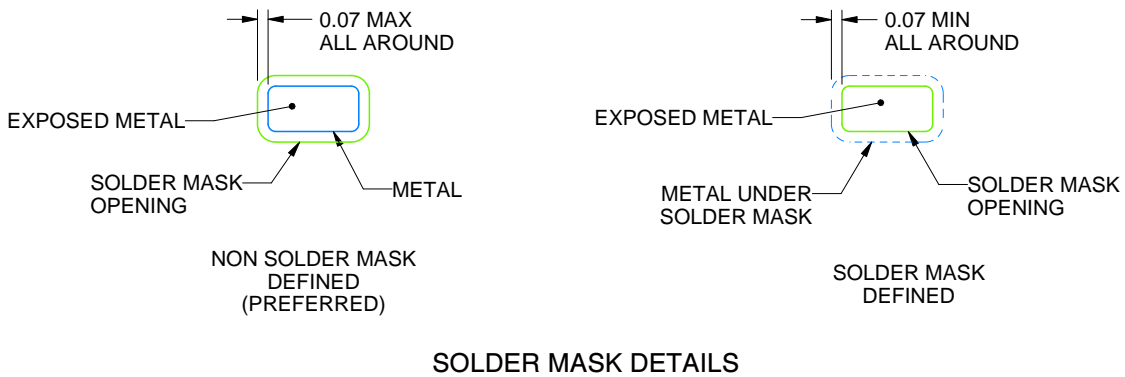 0.07 MAX
ALL AROUND
EXPOSED METAL
SOLDER MASK
OPENING
METAL
NON SOLDER MASK
DEFINED
(PREFERRED)
0.07 MIN
ALL AROUND
EXPOSED METAL
METAL UNDER
SOLDER MASK
SOLDER MASK
OPENING
SOLDER MASK
DEFINED
SOLDER MASK DETAILS